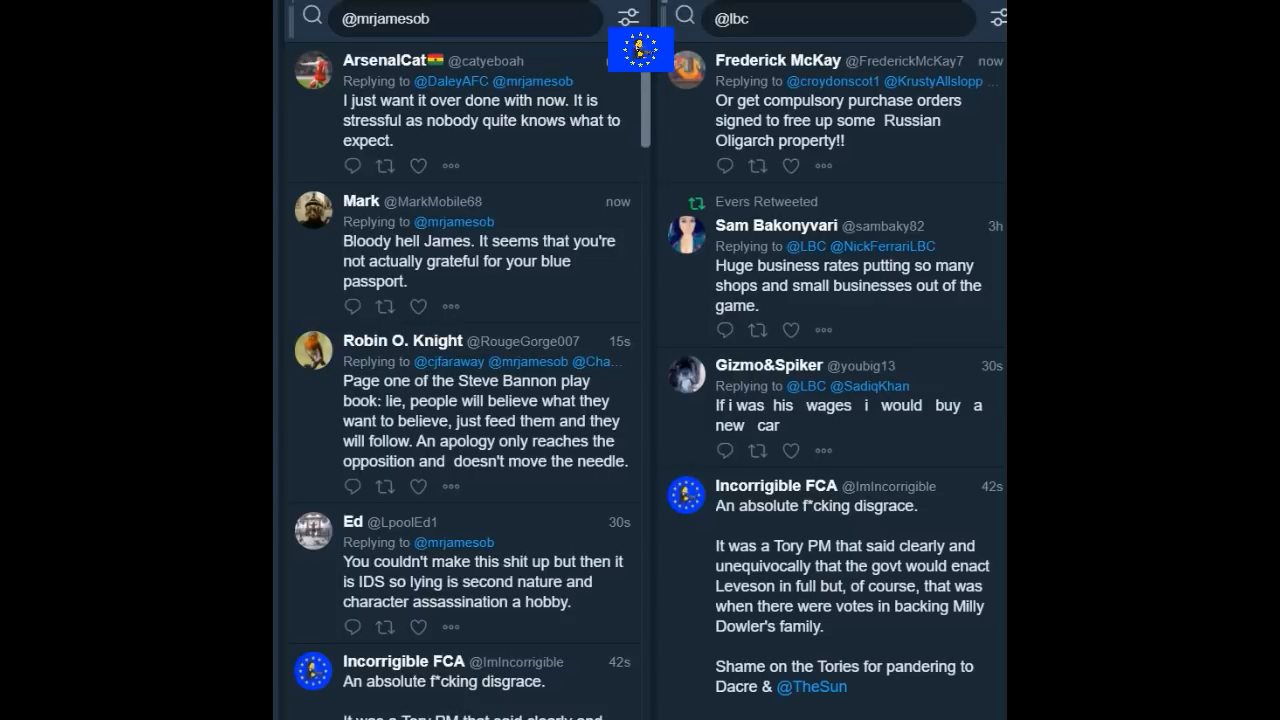 @mrjamesob
ArsenalCat🇬🇭 @catyeboah
Replying to @DaleyAFC @mrjamesob
I just want it over done with now. It is
stressful as nobody quite knows what to
expect.
Mark @MarkMobile68 now
Replying to @mrjamesob
Bloody hell James. It seems that you're
not actually grateful for your blue
passport.
Robin O. Knight @RougeGorge007 15s
Replying to @cjfaraway @mrjamesob @Cha...
Page one of the Steve Bannon play
book: lie, people will believe what they
want to believe, just feed them and they
will follow. An apology only reaches the
opposition and doesn't move the needle.
Ed @LpoolEd1 30s
Replying to @mrjamesob
You couldn't make this shit up but then it
is IDS so lying is second nature and
character assassination a hobby.
Incorrigible FCA @ImIncorrigible 42s
An absolute f*cking disgrace.
It was a Tory PM that said clearly and
@lbc
Frederick McKay @FrederickMcKay7 now
Replying to @croydonscot1 @KrustyAllslopp ...
Or get compulsory purchase orders
signed to free up some Russian
Oligarch property!!
Evers Retweeted
Sam Bakonyvari @sambaky82 3h
Replying to @LBC @NickFerrariLBC
Huge business rates putting so many
shops and small businesses out of the
game.
Gizmo&Spiker @youbig13 30s
Replying to @LBC @SadiqKhan
If i was his wages i would buy a
new car
Incorrigible FCA @ImIncorrigible 42s
An absolute f*cking disgrace.
It was a Tory PM that said clearly and
unequivocally that the govt would enact
Leveson in full but, of course, that was
when there were votes in backing Milly
Dowler's family.
Shame on the Tories for pandering to
Dacre & @TheSun